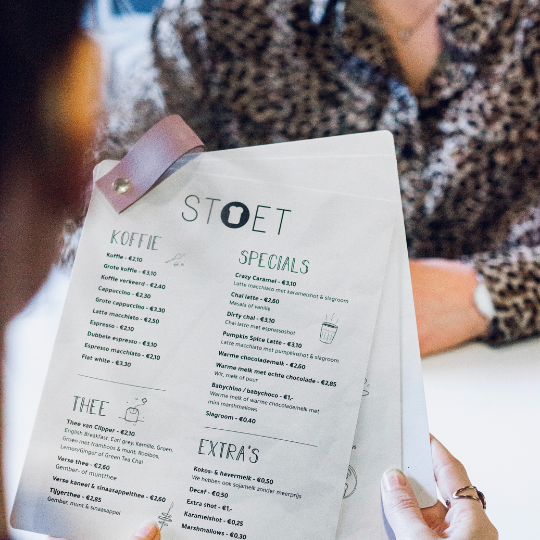 STOET
KOFFIE
Koffie - €2,10
Grote koffie - €3,10
Koffie verkeerd - €2,40
Cappuccino - €2,30
Grote cappuccino - €3,30
Latte macchiato - €2,50
Espresso - €2,10
Dubbele espresso - €3,10
Espresso macchiato - €2,10
Flat white - €3,30
THEE
Thee van Clipper - €2,10
English Breakfast, Earl grey, Kamille, Groen,
Groen met framboos & munt, Rooibos,
Lemon/Ginger of Green Tea Chai
Verse thee - €2,60
Gember- of muntthee
Verse kaneel & sinaasappelthee - €2,60
Tijgerthee - €2,85
Gember, munt & sinaasappel
SPECIALS
Crazy Caramel - €3,10
Latte macchiato met karamelshot & slagroom
Chai latte - €2,60
Masala of vanille
Dirty chai - €3,10
Chai latte met espressoshot
Pumpkin Spice Latte - €3,10
Latte macchiato met pumpkinshot & slagroom
Warme chocolademelk - €2,60
Warme melk met echte chocolade - €2,85
Wit, melk of puur
Babychino / babychoco - €1,-
Warme melk of warme chocolademelk met
mini marshmallows
Slagroom - €0,40
EXTRA'S
Kokos- & havermelk - €0,50
We hebben ook sojamelk zonder meerprijs
Decaf - €0,50
Extra shot - €1,-
Karamelshot - €0,25
Marshmallows - €0,30